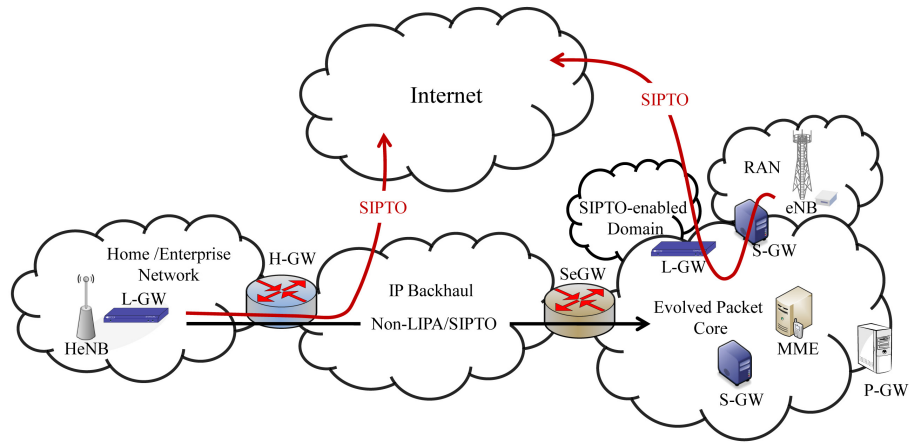 Internet
SIPTO
SIPTO
RAN
eNB
SIPTO-enabled
Domain
S-GW
L-GW
Home /Enterprise
Network
L-GW
HeNB
H-GW
IP Backhaul
Non-LIPA/SIPTO
SeGW
Evolved Packet
Core
MME
S-GW
P-GW